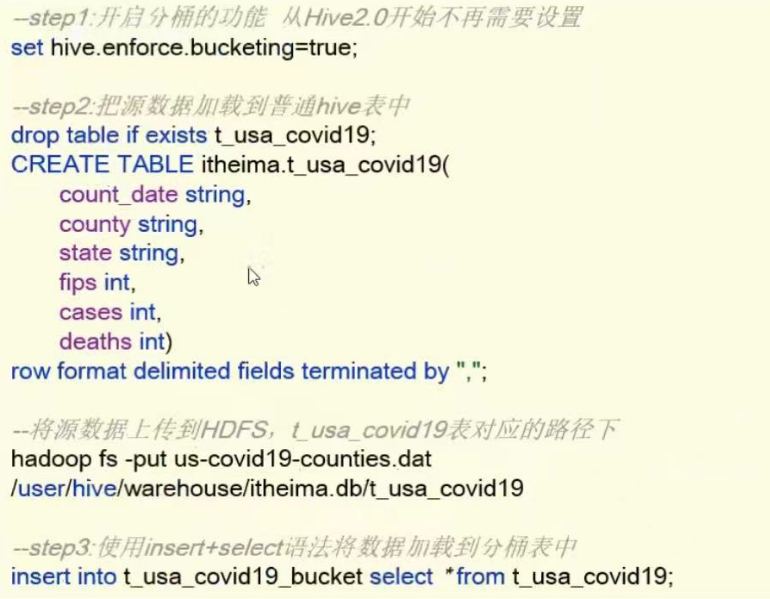 --step1:开启分桶的功能 从Hive2.0开始不再需要设置
set hive.enforce.bucketing=true;
--step2:把源数据加载到普通hive表中
drop table if exists t_usa_covid19;
CREATE TABLE itheima.t_usa_covid19(
count_date string,
county string,
state string,
fips int,
cases int,
deaths int)
row format delimited fields terminated by ",";
--将源数据上传到HDFS，t_usa_covid19表对应的路径下
hadoop fs -put us-covid19-counties.dat
/user/hive/warehouse/itheima.db/t_usa_covid19
--step3:使用insert+select语法将数据加载到分桶表中
insert into t_usa_covid19_bucket select *from t_usa_covid19;